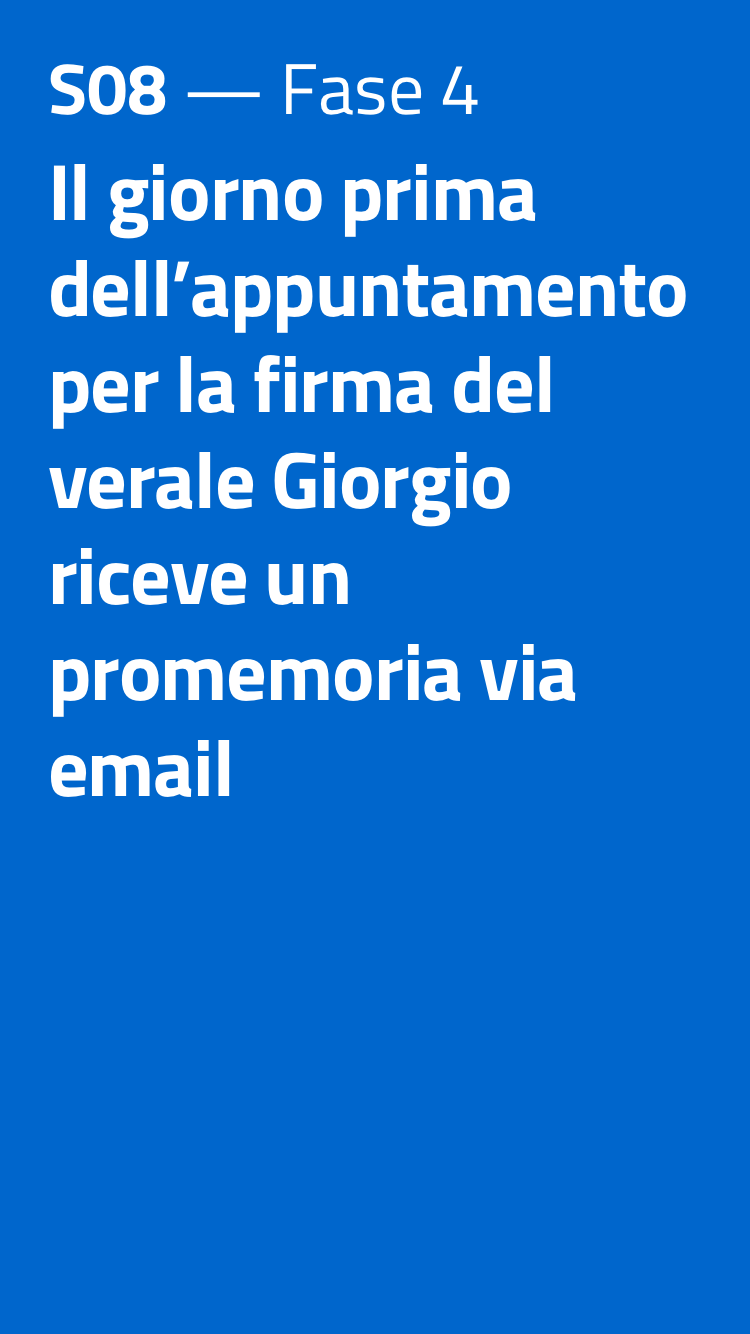 S08 — Fase 4
Il giorno prima
dell’appuntamento
per la firma del
verale Giorgio
riceve un
promemoria via
email